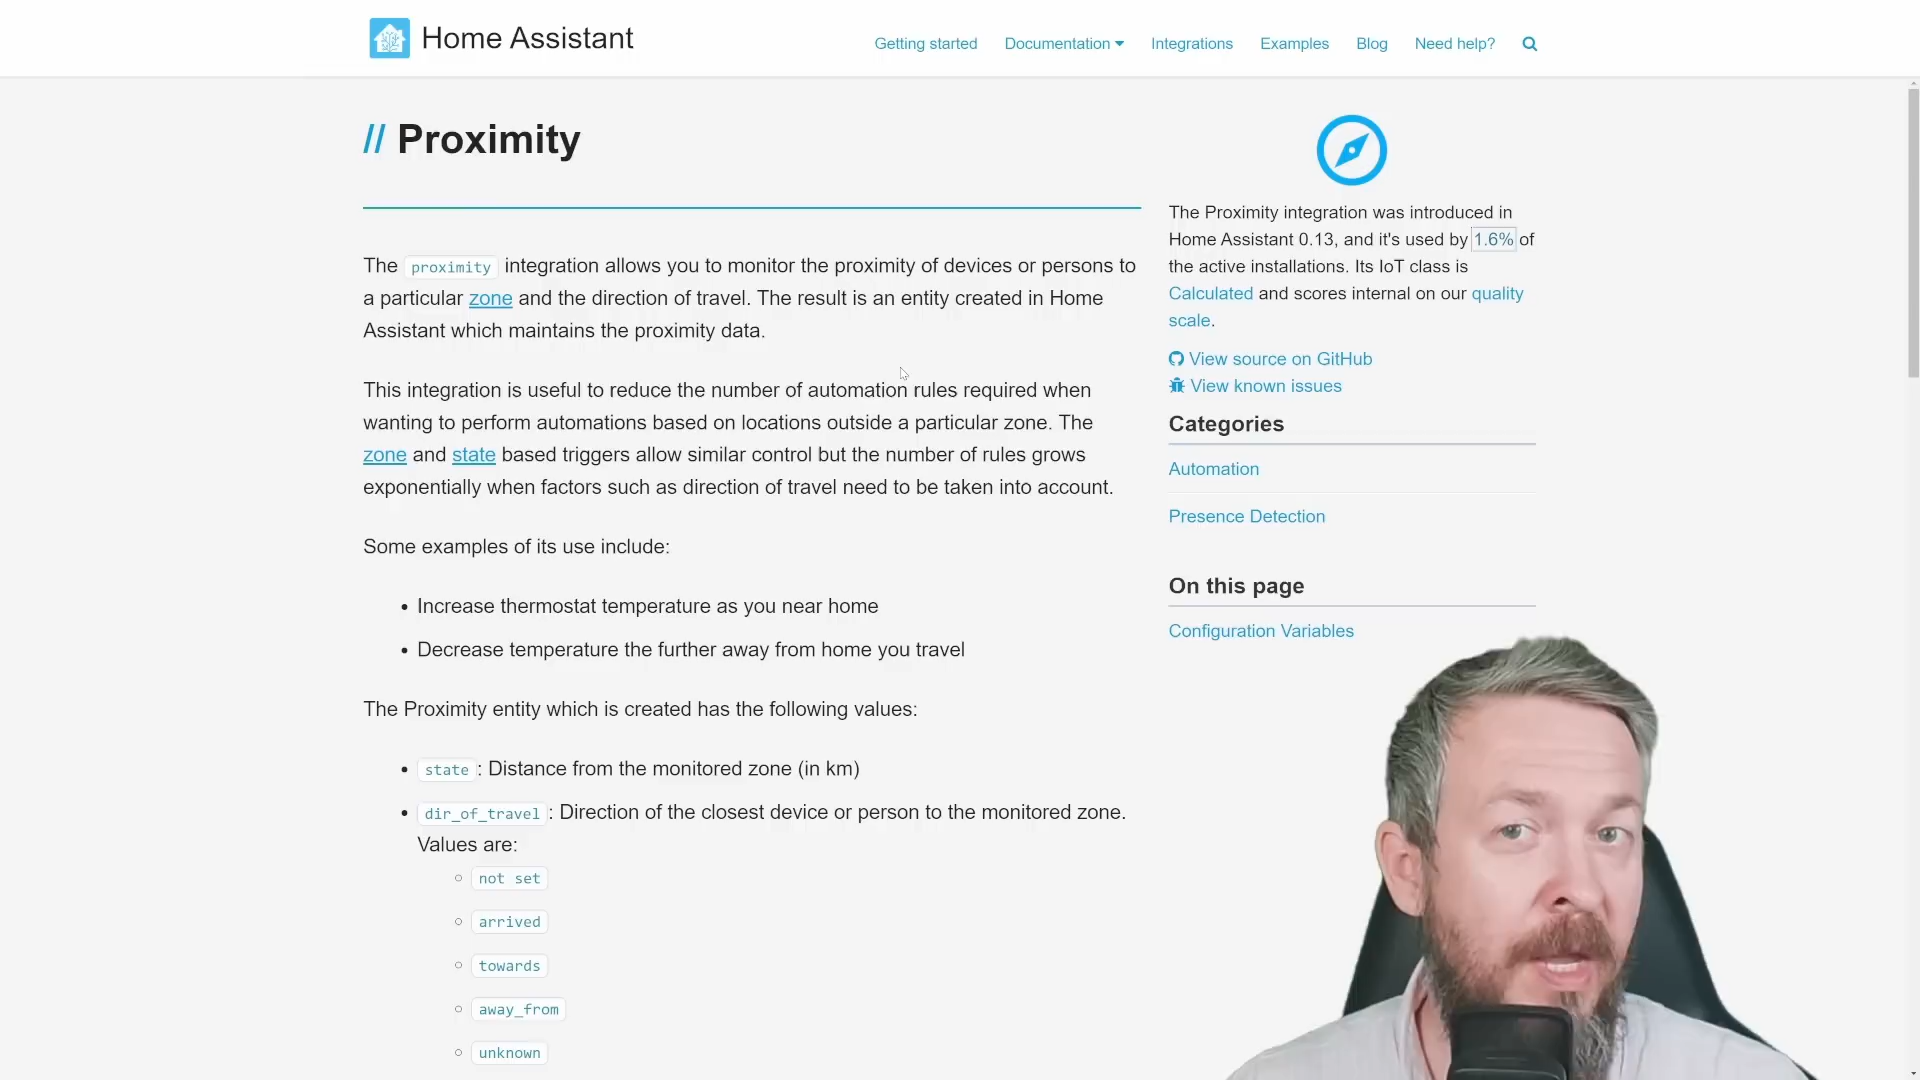 Home Assistant
Getting started
Documentation
Integrations
Examples
Blog
Need help?
// Proximity
The proximity integration allows you to monitor the proximity of devices or persons to
a particular zone and the direction of travel. The result is an entity created in Home
Assistant which maintains the proximity data.
This integration is useful to reduce the number of automation rules required when
wanting to perform automations based on locations outside a particular zone. The
zone and state based triggers allow similar control but the number of rules grows
exponentially when factors such as direction of travel need to be taken into account.
Some examples of its use include:
• Increase thermostat temperature as you near home
• Decrease temperature the further away from home you travel
The Proximity entity which is created has the following values:
• state : Distance from the monitored zone (in km)
• dir_of_travel : Direction of the closest device or person to the monitored zone.
Values are:
○ not set
○ arrived
○ towards
○ away_from
○ unknown
The Proximity integration was introduced in
Home Assistant 0.13, and it's used by 1.6% of
the active installations. Its IoT class is
Calculated and scores internal on our quality
scale.
View source on GitHub
View known issues
Categories
Automation
Presence Detection
On this page
Configuration Variables